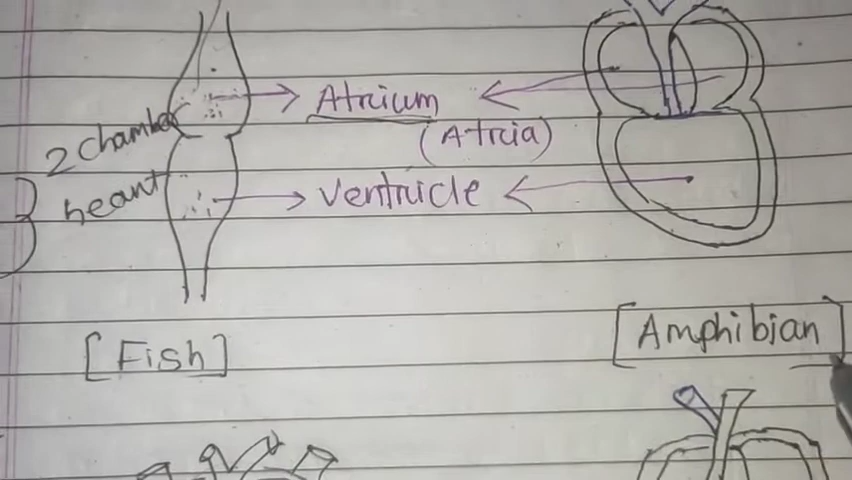 Atrium
2 chamber
(Atria)
heart
ventricle
[Fish]
[Amphibian]